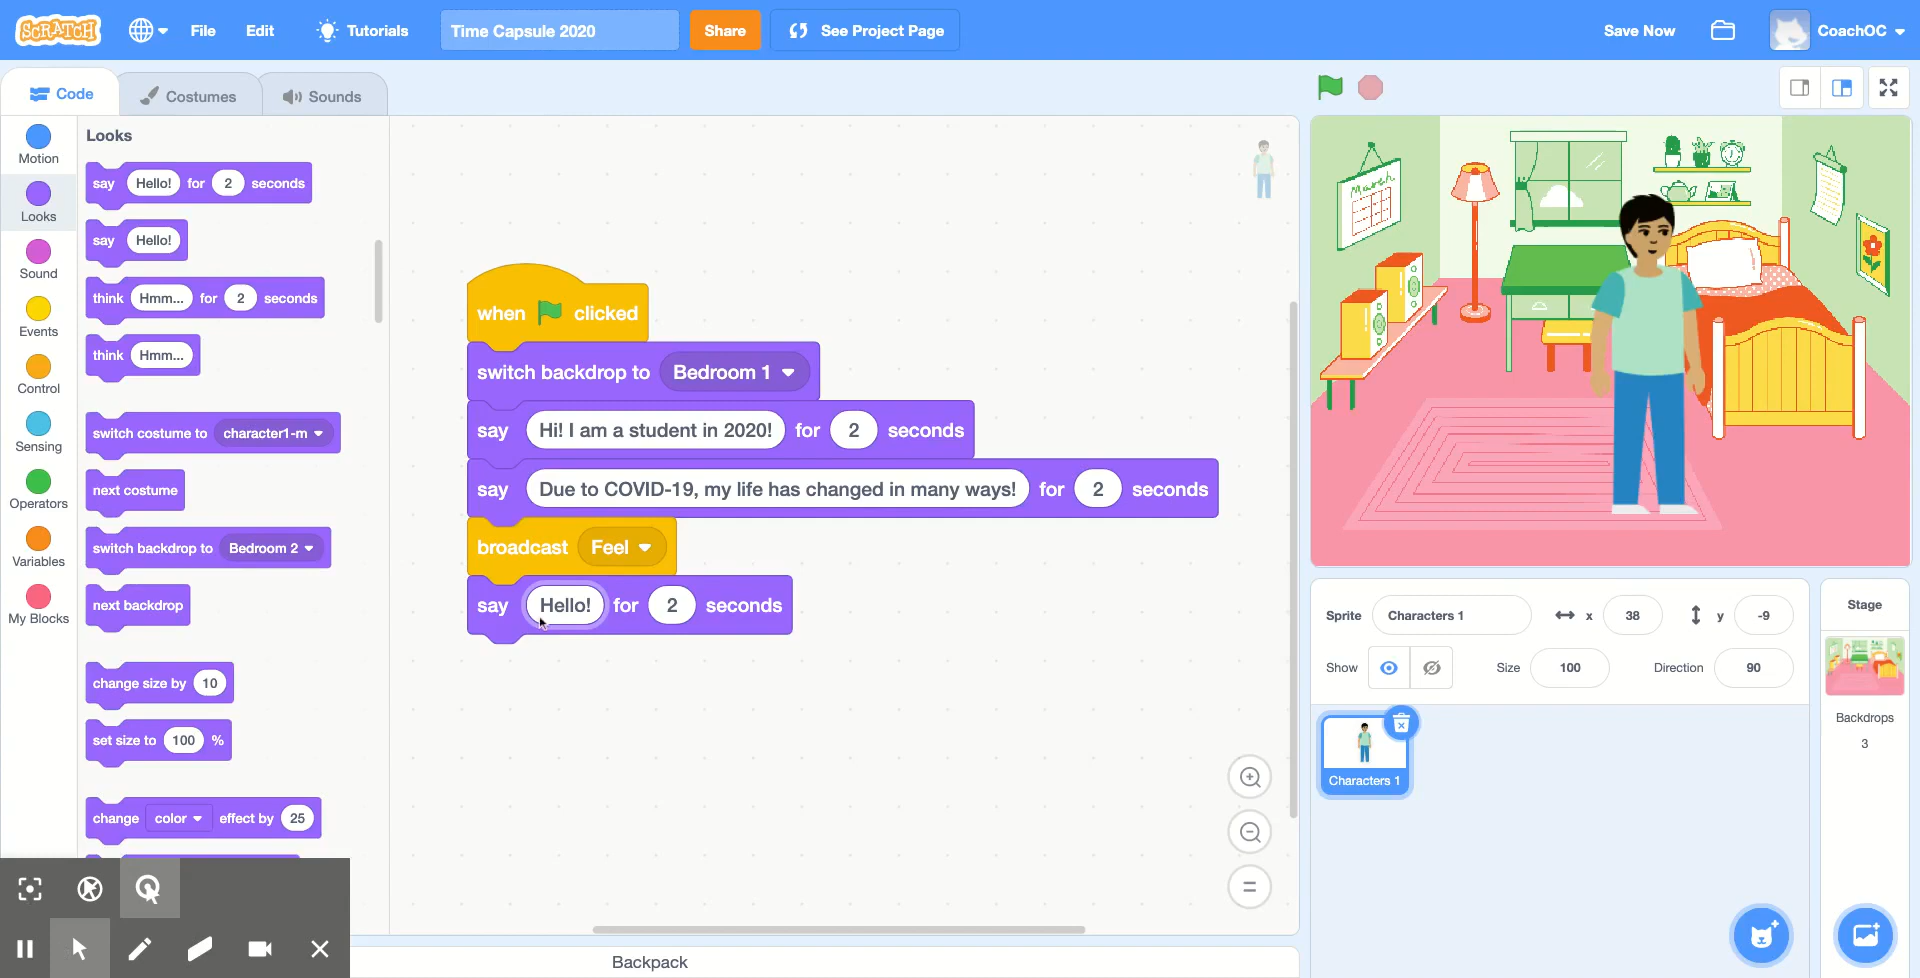 SCRATCH File Edit Tutorials Time Capsule 2020 Share See Project Page Save Now CoachOC
Code Costumes Sounds
Motion
Looks
Sound
Events
Control
Sensing
Operators
Variables
My Blocks
Looks
say Hello! for 2 seconds
say Hello!
think Hmm... for 2 seconds
think Hmm...
switch costume to character1-m
next costume
switch backdrop to Bedroom 2
next backdrop
change size by 10
set size to 100 %
change color effect by 25
when clicked
switch backdrop to Bedroom 1
say Hi! I am a student in 2020! for 2 seconds
say Due to COVID-19, my life has changed in many ways! for 2 seconds
broadcast Feel
say Hello! for 2 seconds
Backpack
March
Sprite Characters 1 x 38 y -9
Show Size 100 Direction 90
Characters 1
Stage
Backdrops
3